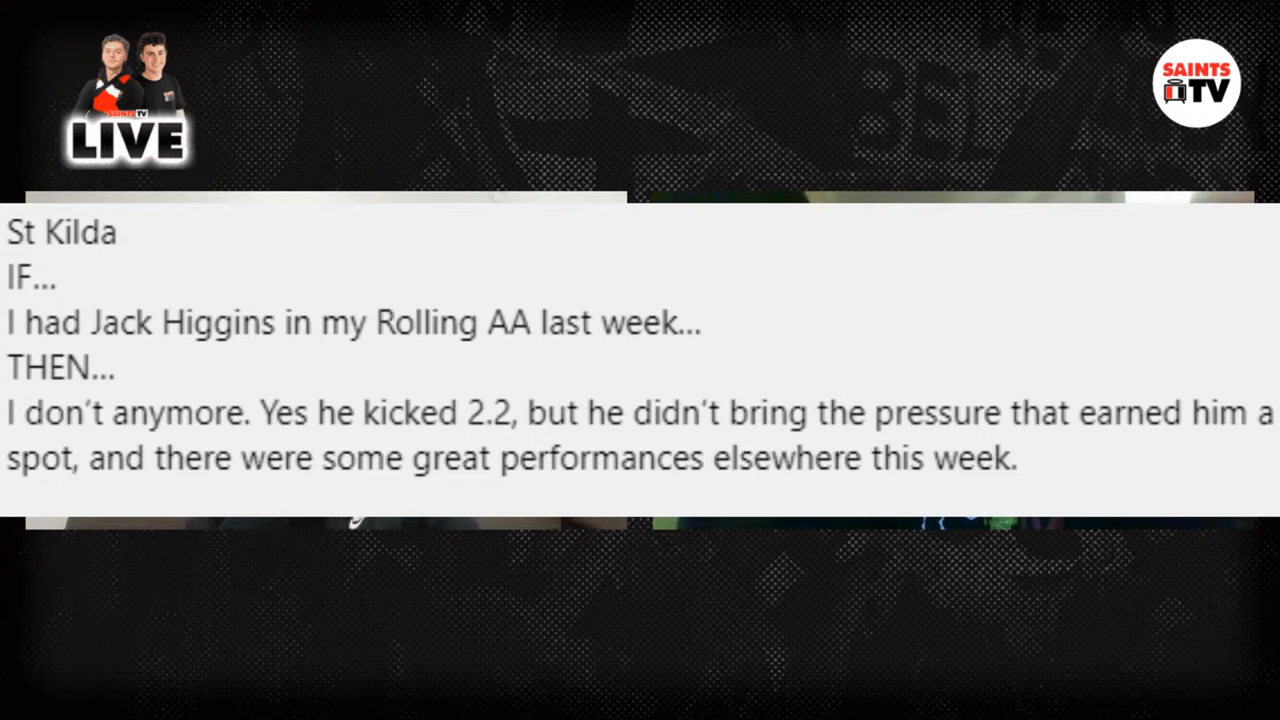 SAINTS TV
LIVE
SAINTS
TV
St Kilda
IF...
I had Jack Higgins in my Rolling AA last week...
THEN...
I don’t anymore. Yes he kicked 2.2, but he didn’t bring the pressure that earned him a
spot, and there were some great performances elsewhere this week.